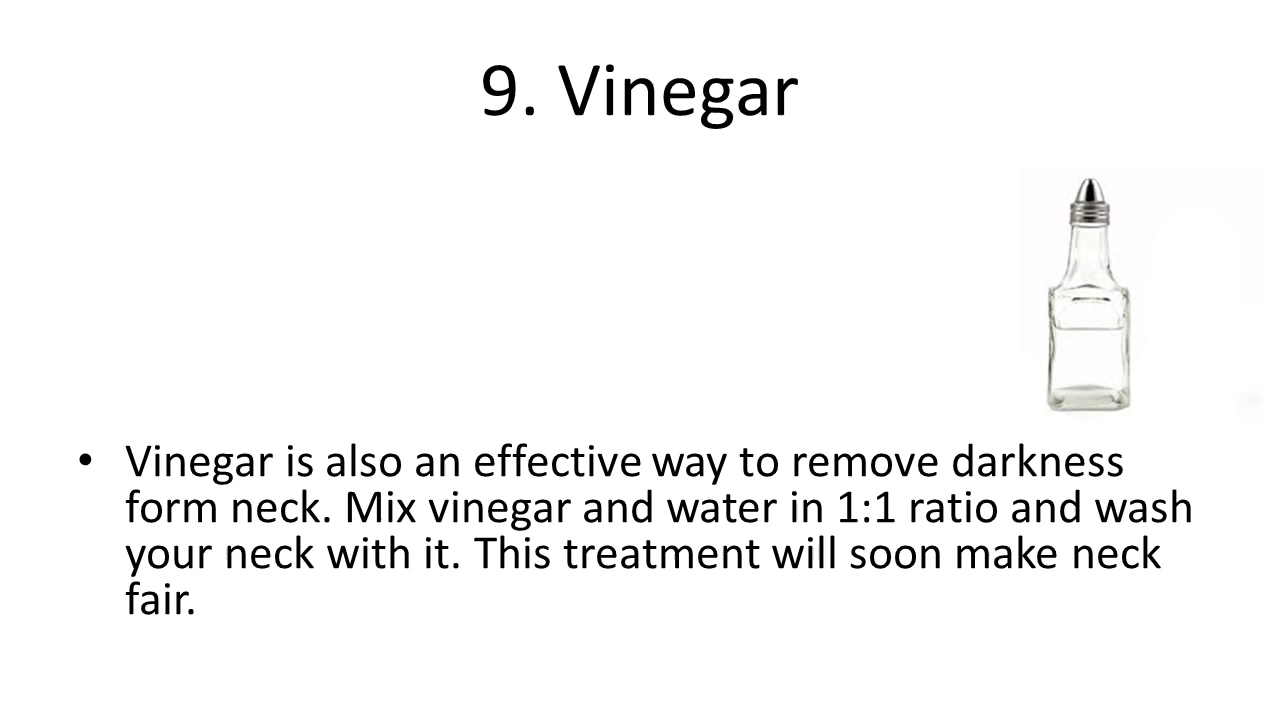 9. Vinegar
• Vinegar is also an effective way to remove darkness
form neck. Mix vinegar and water in 1:1 ratio and wash
your neck with it. This treatment will soon make neck
fair.